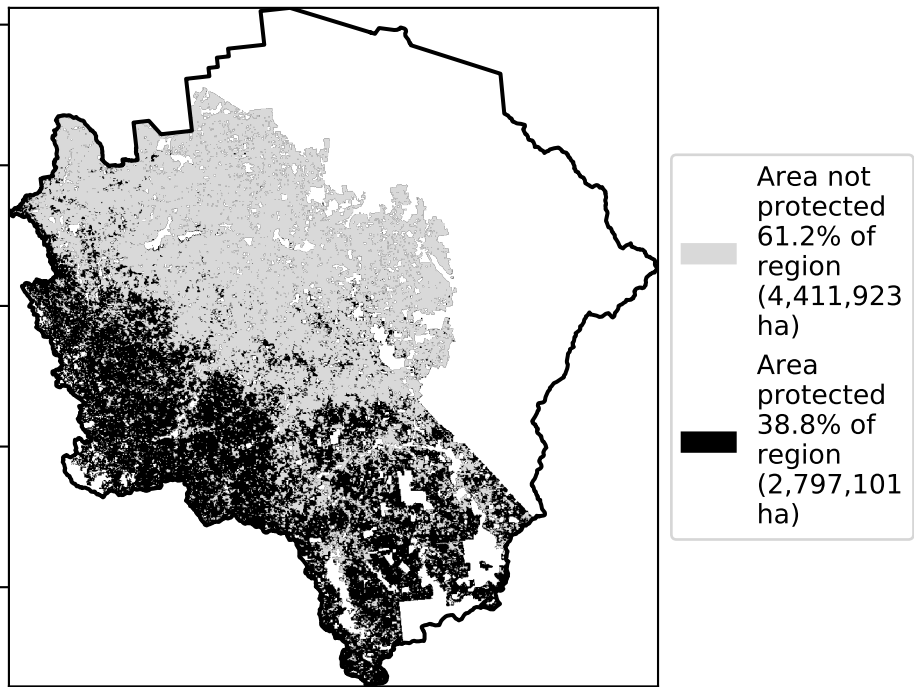 Area not
protected
61.2% of
region
(4,411,923
ha)
Area
protected
38.8% of
region
(2,797,101
ha)